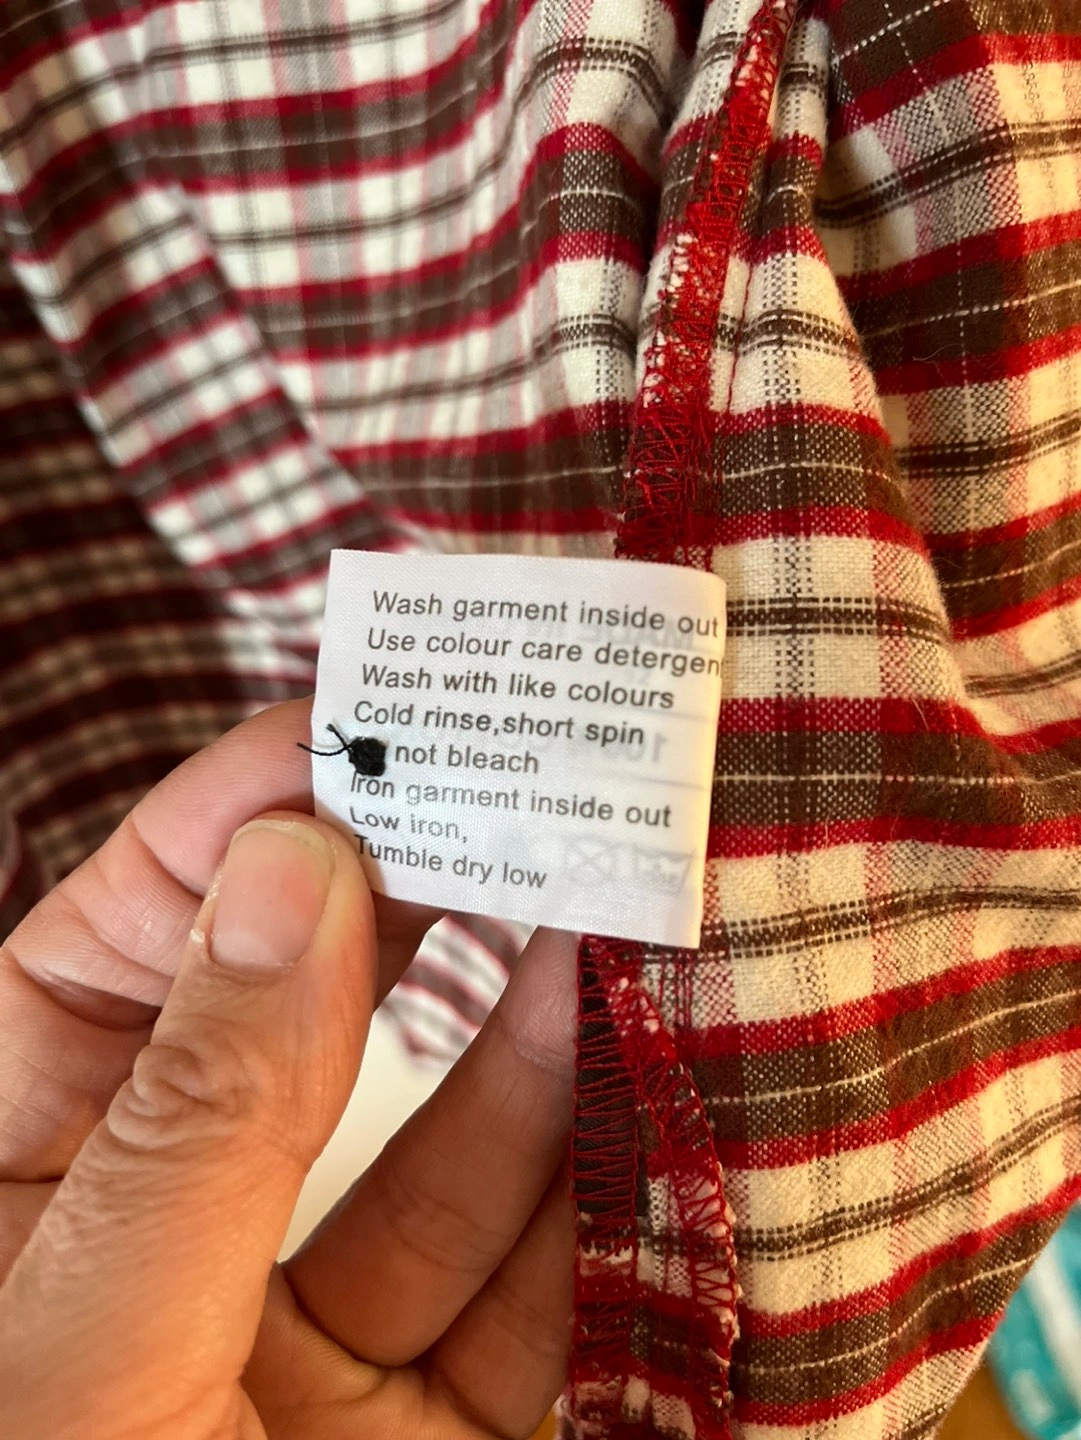 Wash garment inside out
Use colour care detergen
Wash with like colours
Cold rinse,short spin
not bleach
Iron garment inside out
Low iron,
Tumble dry low